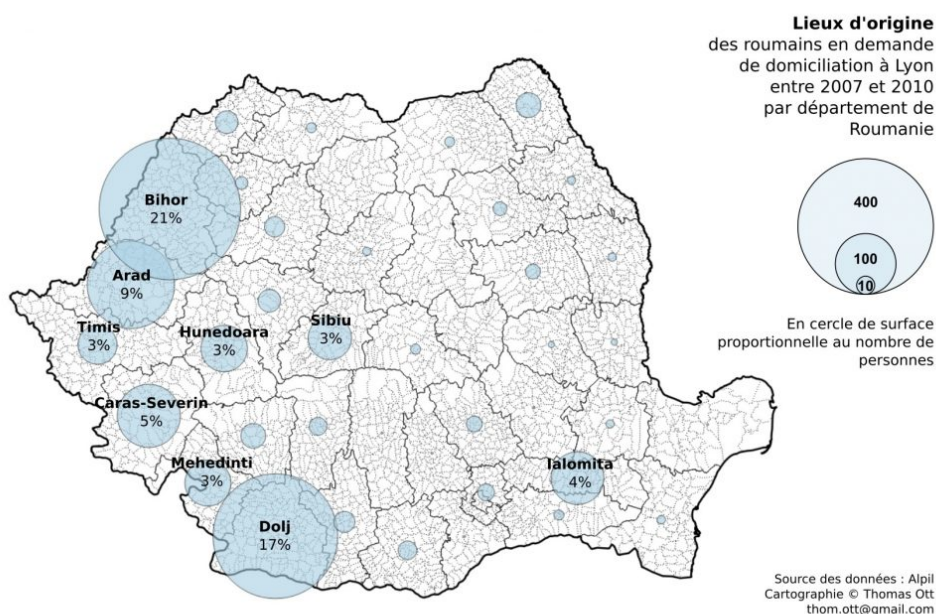 Lieux d'origine
des roumains en demande
de domiciliation à Lyon
entre 2007 et 2010
par département de
Roumanie
400
100
10
En cercle de surface
proportionnelle au nombre de
personnes
Bihor
21%
Arad
9%
Timis
3%
Hunedoara
3%
Sibiu
3%
Caras-Severin
5%
Mehedinti
3%
Ialomita
4%
Dolj
17%
Source des données : Alpil
Cartographie © Thomas Ott
thom.ott@gmail.com